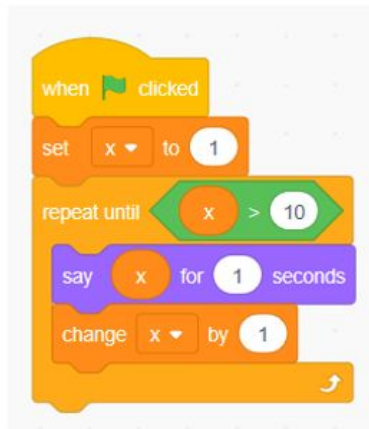 when clicked
set x to 1
repeat until x > 10
say x for 1 seconds
change x by 1